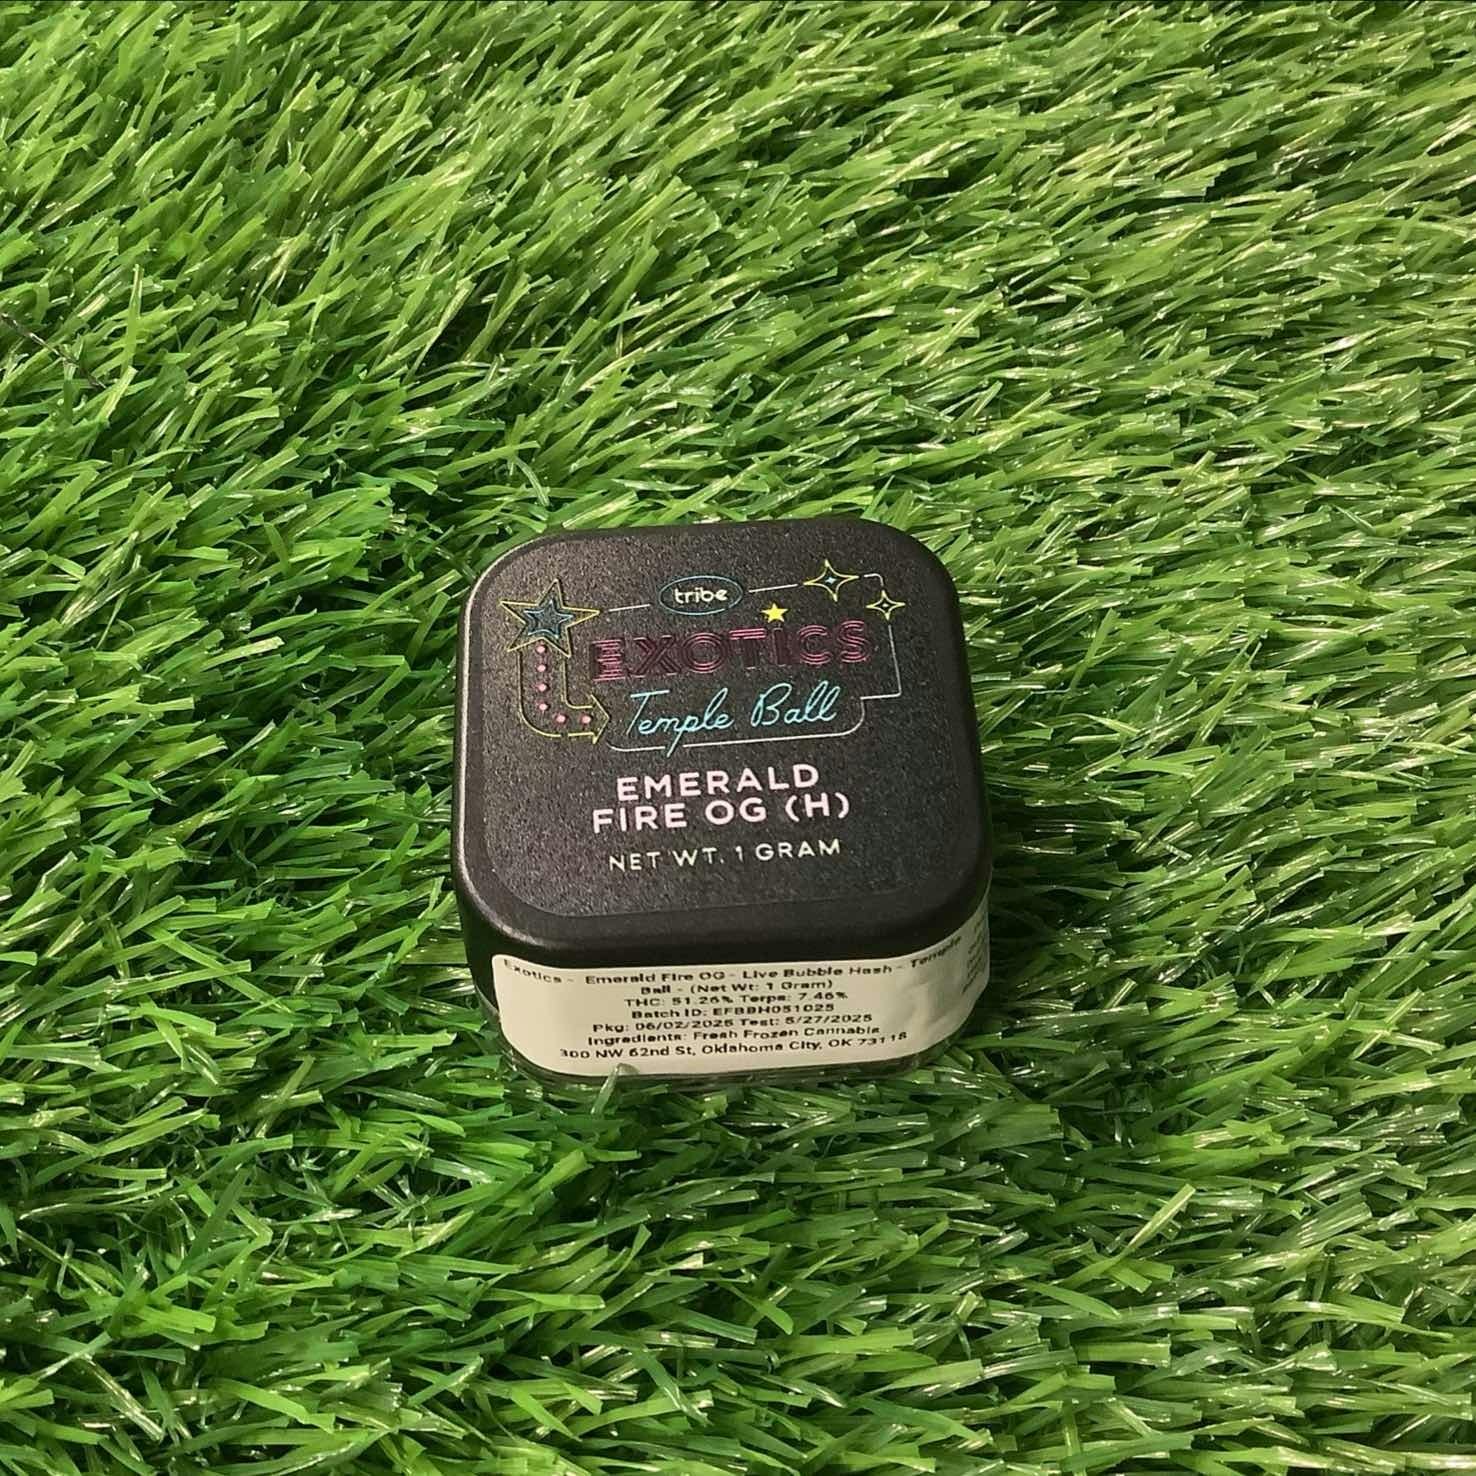 tribe
EXOTICS
Temple Ball
EMERALD
FIRE OG (H)
NET WT. 1 GRAM
Exotics - Emerald Fire OG - Live Bubble Hash - Temple
Ball - (Net Wt: 1 Gram)
THC: 51.26% Terps: 7.46%
Batch ID: EFBBH051025
Pkg: 06/02/2025 Test: 5/27/2025
Ingredients: Fresh Frozen Cannabis
300 NW 62nd St, Oklahoma City, OK 73118